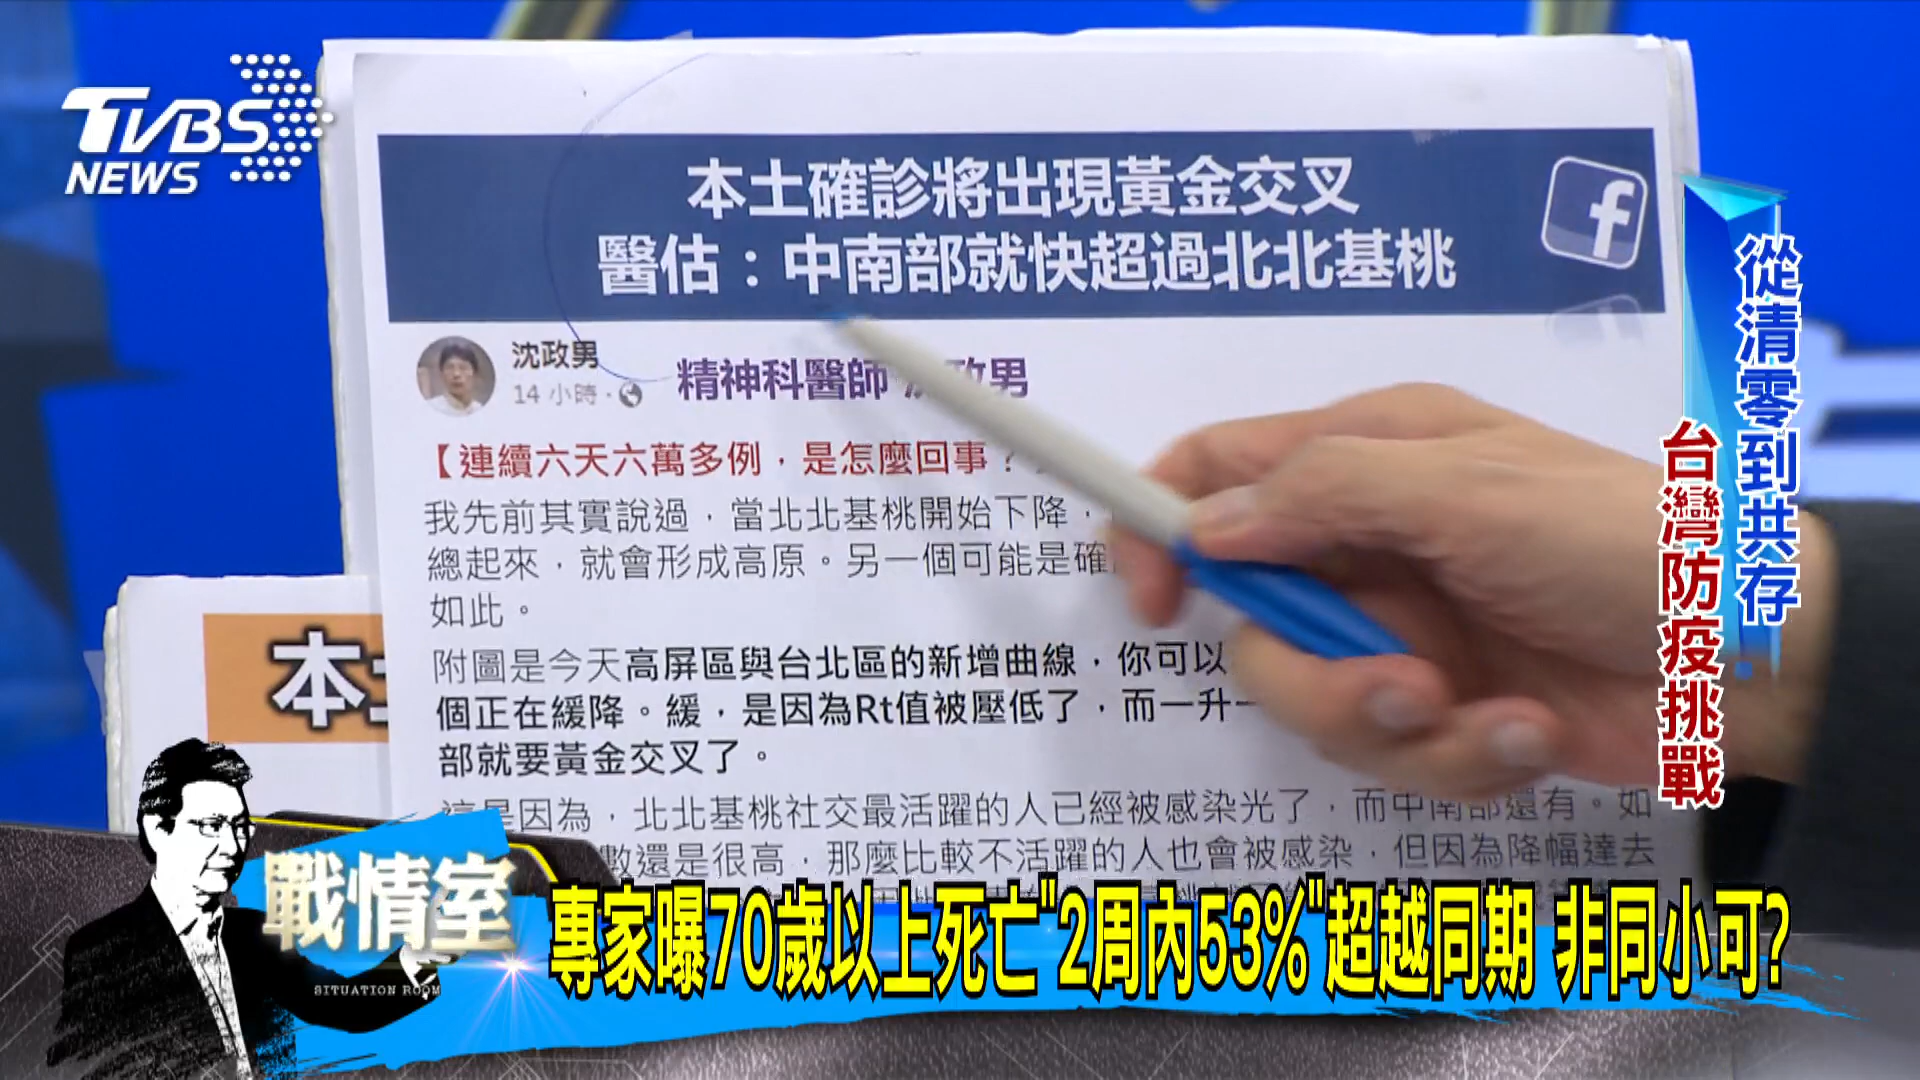 TVBS
NEWS
本土確診將出現黃金交叉
醫估：中南部就快超過北北基桃
f
沈政男
14 小時·
精神科醫師 沈政男
【連續六天六萬多例，是怎麼回事？
我先前其實說過，當北北基桃開始下降，
總起來，就會形成高原。另一個可能是確
如此。
附圖是今天高屏區與台北區的新增曲線，你可以
個正在緩降。緩，是因為Rt值被壓低了，而一升一
部就要黃金交叉了。
這是因為，北北基桃社交最活躍的人已經被感染光了，而中南部還有。如
數還是很高，那麼比較不活躍的人也會被感染，但因為降幅達去
本土
從清零到共存
台灣防疫挑戰
戰情室
SITUATION ROOM
專家曝70歲以上死亡"2周內53%"超越同期 非同小可?